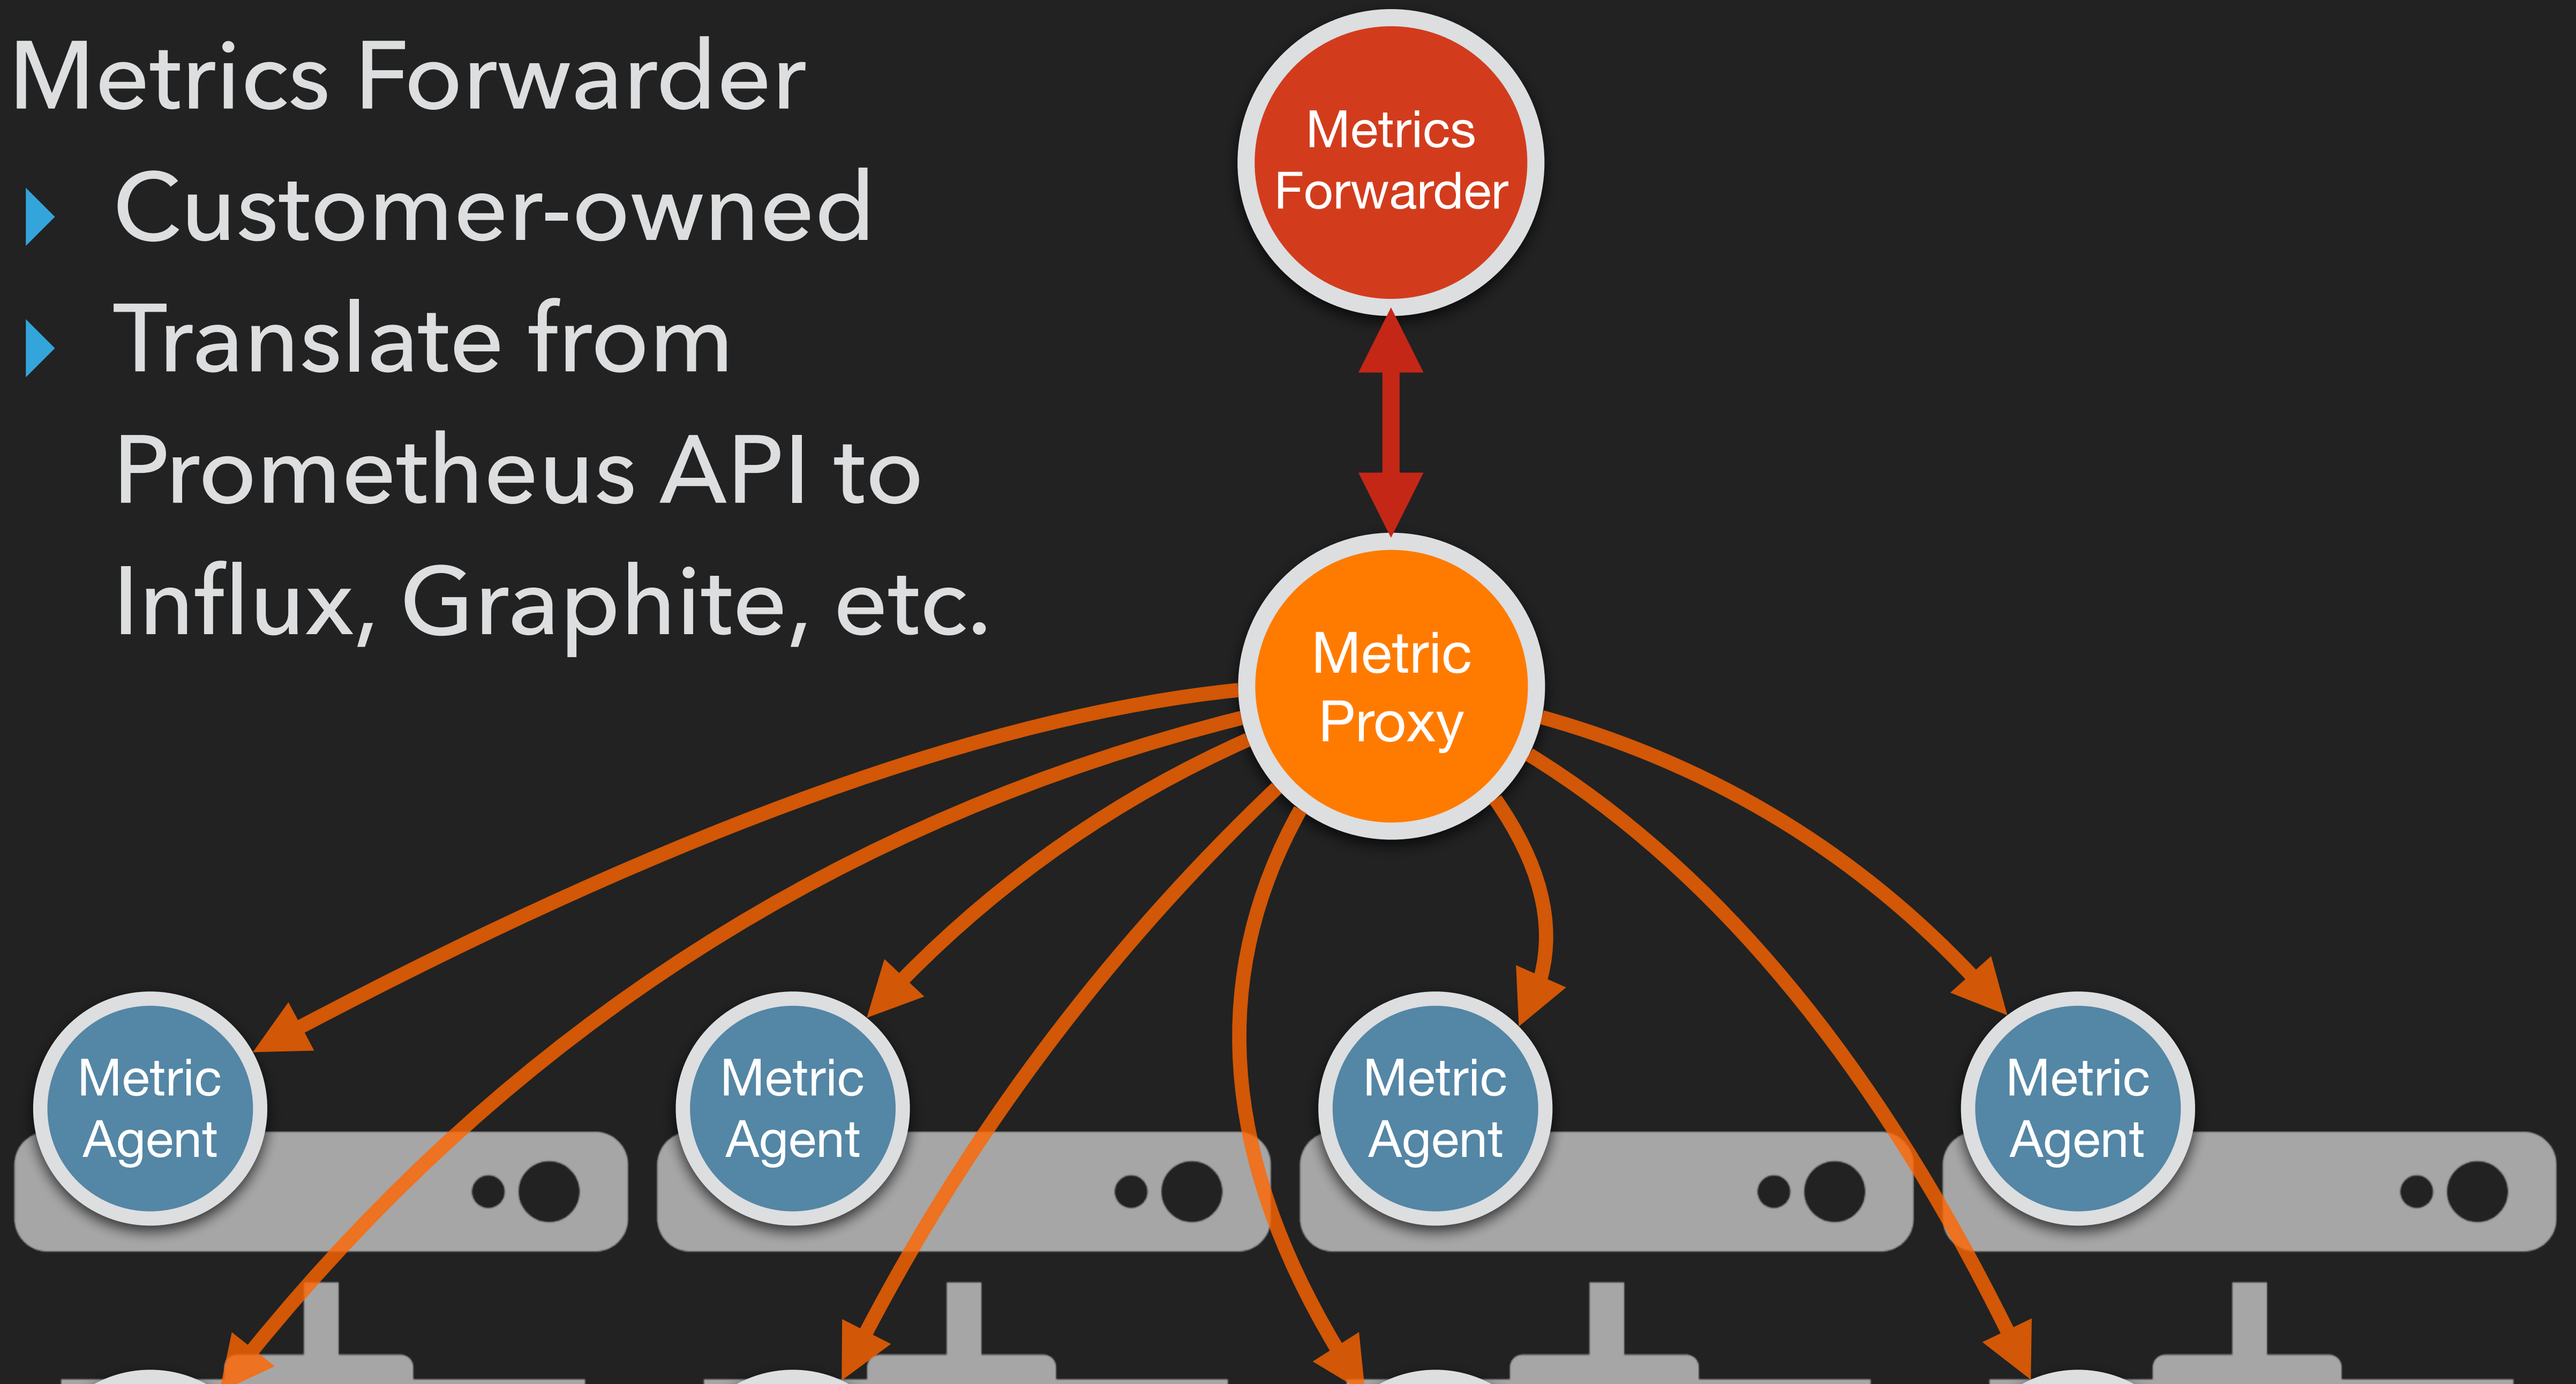 Metrics Forwarder
Customer-owned
Translate from
Prometheus API to
Influx, Graphite, etc.
Metrics
Forwarder
Metric
Proxy
Metric
Agent
Metric
Agent
Metric
Agent
Metric
Agent